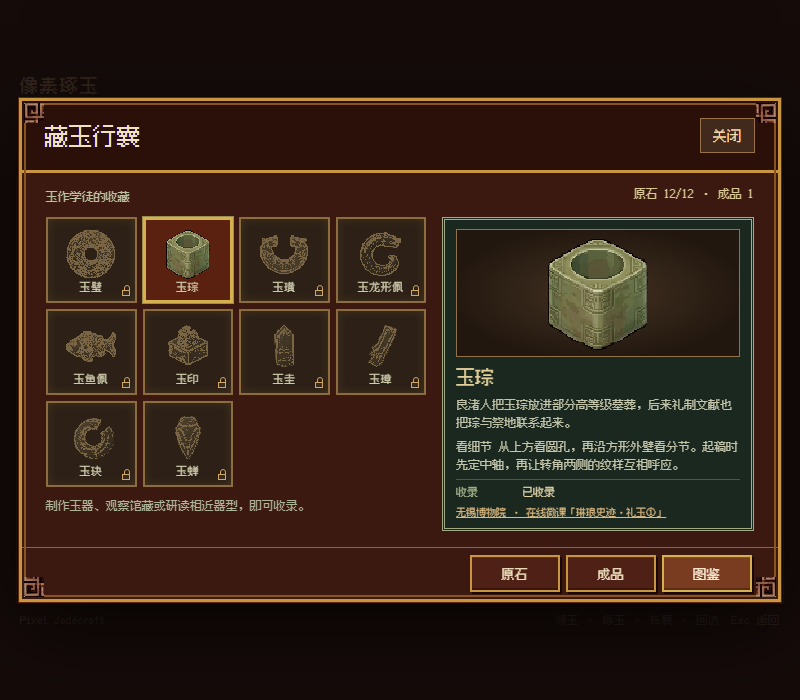 像素琢玉
藏玉行囊
关闭
玉作学徒的收藏
原石 12/12 · 成品 1
玉璧
玉琮
玉璜
玉龙形佩
玉鱼佩
玉印
玉圭
玉璋
玉玦
玉蝉
制作玉器、观察馆藏或研读相近器型，即可收录。
玉琮
良渚人把玉琮放进部分高等级墓葬，后来礼制文献也
把琮与祭地联系起来。
看细节 从上方看圆孔，再沿方形外壁看分节。起稿时
先定中轴，再让转角两侧的纹样互相呼应。
收录 已收录
无锡博物院 · 在线微课「琳琅史迹·礼玉①」
原石
成品
图鉴
Pixel Jadecraft
Esc 返回